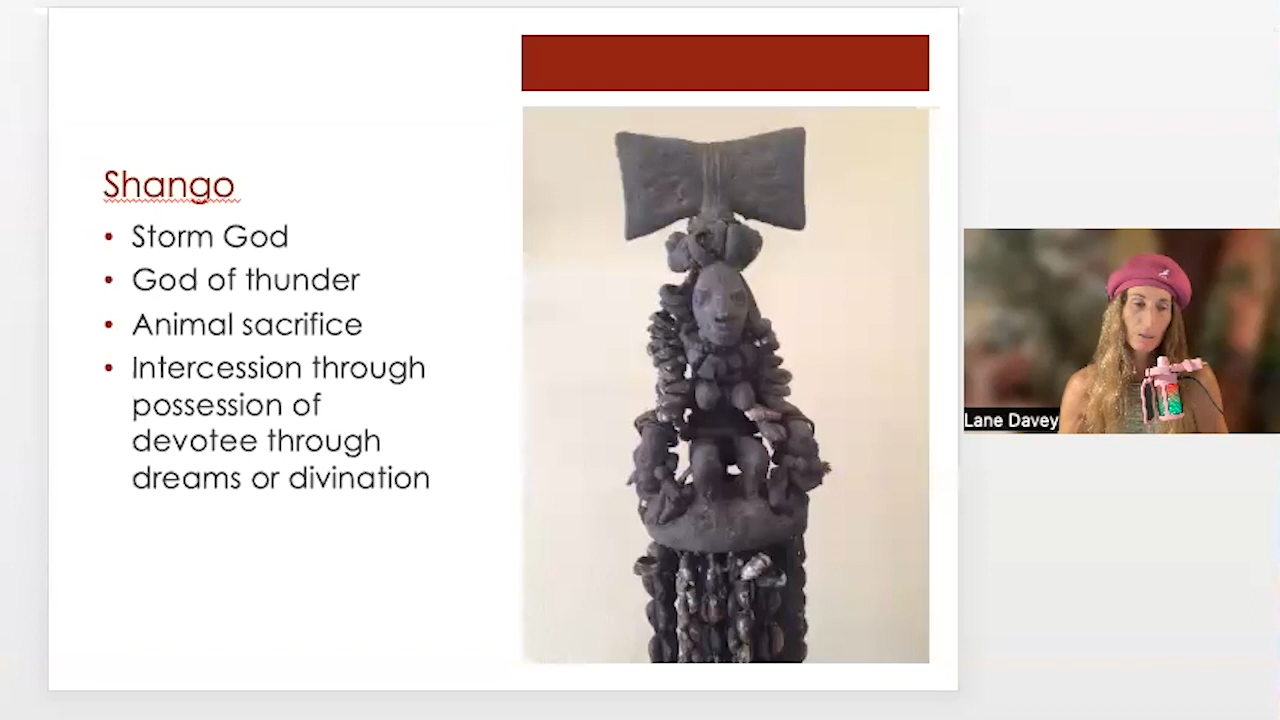 Shango
• Storm God
• God of thunder
• Animal sacrifice
• Intercession through
possession of
devotee through
dreams or divination
Lane Davey